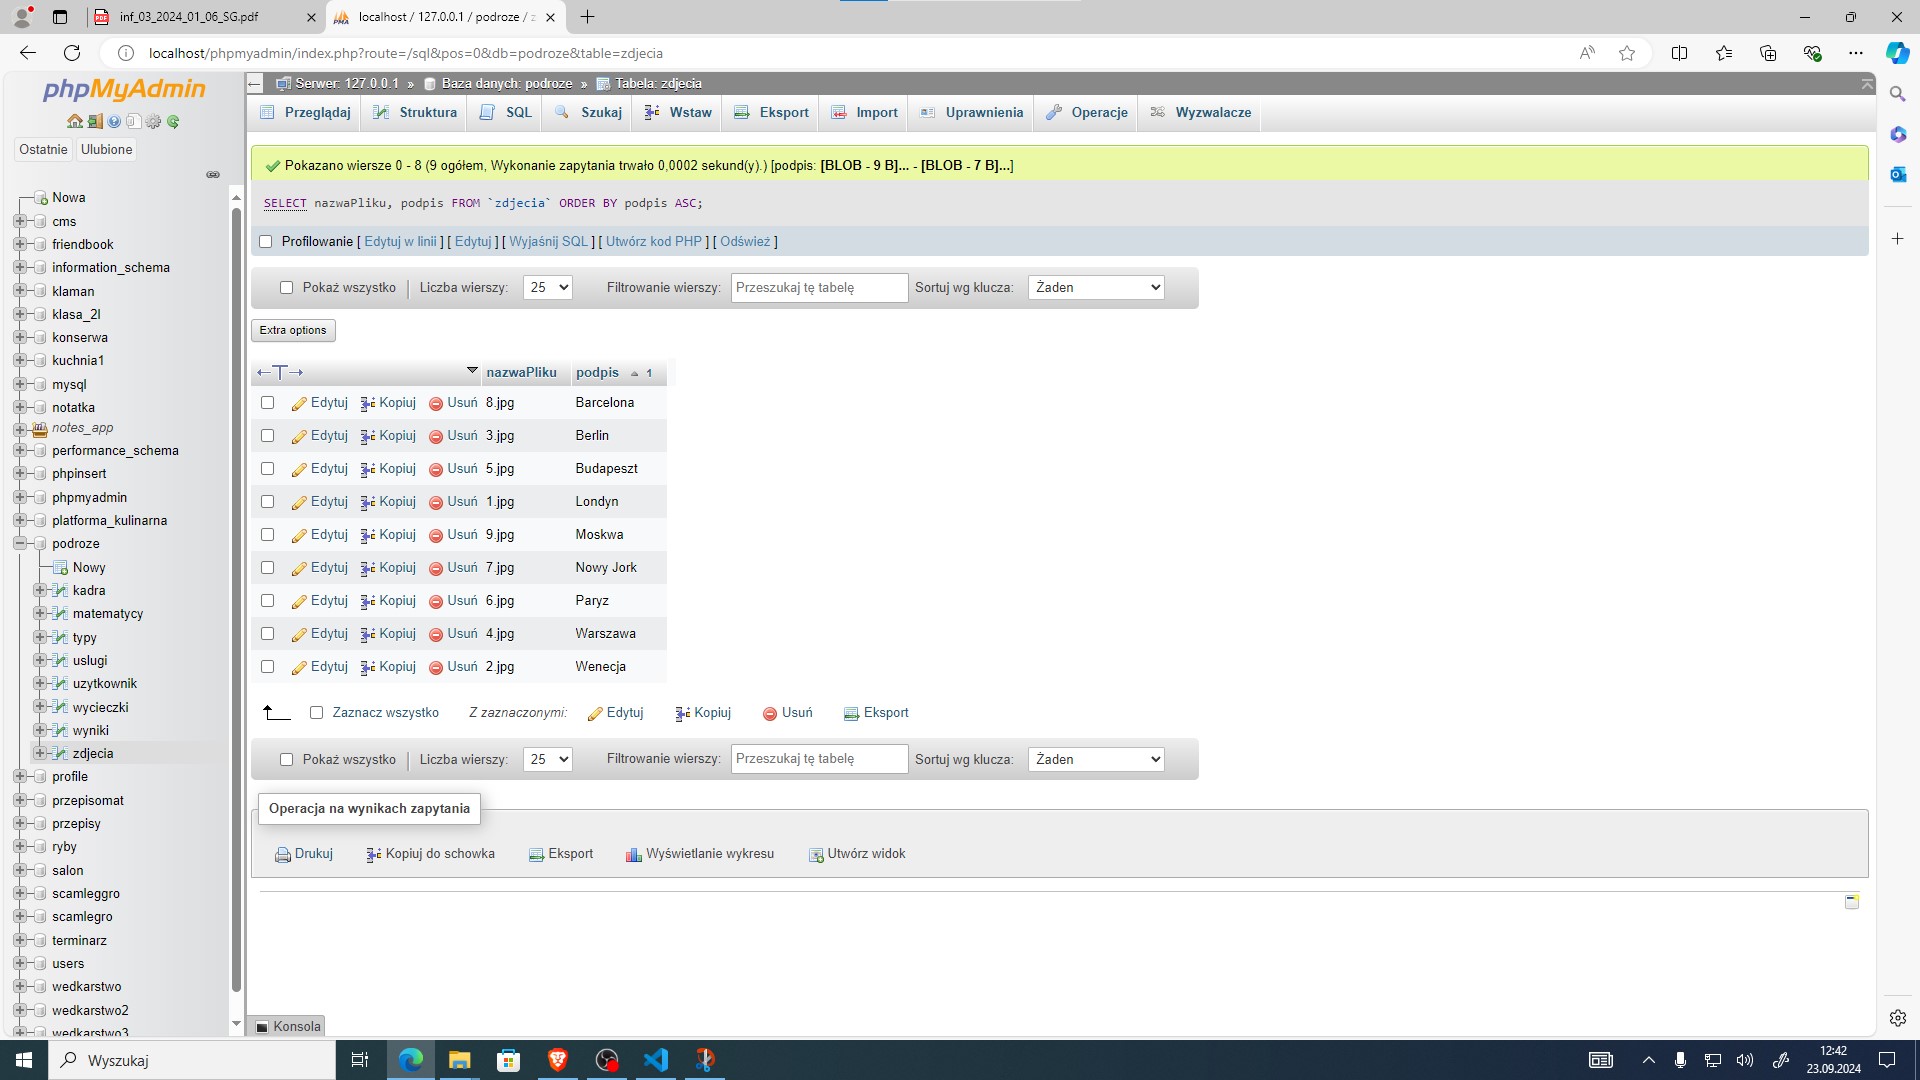 inf_03_2024_01_06_SG.pdf
localhost / 127.0.0.1 / podroze / z
localhost/phpmyadmin/index.php?route=/sql&pos=0&db=podroze&table=zdjecia
phpMyAdmin
Ostatnie Ulubione
Nowa
cms
friendbook
information_schema
klaman
klasa_2l
konserwa
kuchnia1
mysql
notatka
notes_app
performance_schema
phpinsert
phpmyadmin
platforma_kulinarna
podroze
Nowy
kadra
matematycy
typy
uslugi
uzytkownik
wycieczki
wyniki
zdjecia
profile
przepisomat
przepisy
ryby
salon
scamleggro
scamlegro
terminarz
users
wedkarstwo
wedkarstwo2
wedkarstwo3
Serwer: 127.0.0.1 » Baza danych: podroze » Tabela: zdjecia
Przeglądaj Struktura SQL Szukaj Wstaw Eksport Import Uprawnienia Operacje Wyzwalacze
Pokazano wiersze 0 - 8 (9 ogółem, Wykonanie zapytania trwało 0,0002 sekund(y).) [podpis: [BLOB - 9 B]... - [BLOB - 7 B]...]
SELECT nazwaPliku, podpis FROM `zdjecia` ORDER BY podpis ASC;
Profilowanie [ Edytuj w linii ] [ Edytuj ] [ Wyjaśnij SQL ] [ Utwórz kod PHP ] [ Odśwież ]
Pokaż wszystko Liczba wierszy: 25 Filtrowanie wierszy: Przeszukaj tę tabelę Sortuj wg klucza: Żaden
Extra options
←T→ nazwaPliku podpis 1
Edytuj Kopiuj Usuń 8.jpg Barcelona
Edytuj Kopiuj Usuń 3.jpg Berlin
Edytuj Kopiuj Usuń 5.jpg Budapeszt
Edytuj Kopiuj Usuń 1.jpg Londyn
Edytuj Kopiuj Usuń 9.jpg Moskwa
Edytuj Kopiuj Usuń 7.jpg Nowy Jork
Edytuj Kopiuj Usuń 6.jpg Paryz
Edytuj Kopiuj Usuń 4.jpg Warszawa
Edytuj Kopiuj Usuń 2.jpg Wenecja
Zaznacz wszystko Z zaznaczonymi: Edytuj Kopiuj Usuń Eksport
Pokaż wszystko Liczba wierszy: 25 Filtrowanie wierszy: Przeszukaj tę tabelę Sortuj wg klucza: Żaden
Operacja na wynikach zapytania
Drukuj Kopiuj do schowka Eksport Wyświetlanie wykresu Utwórz widok
Konsola
Wyszukaj
12:42
23.09.2024